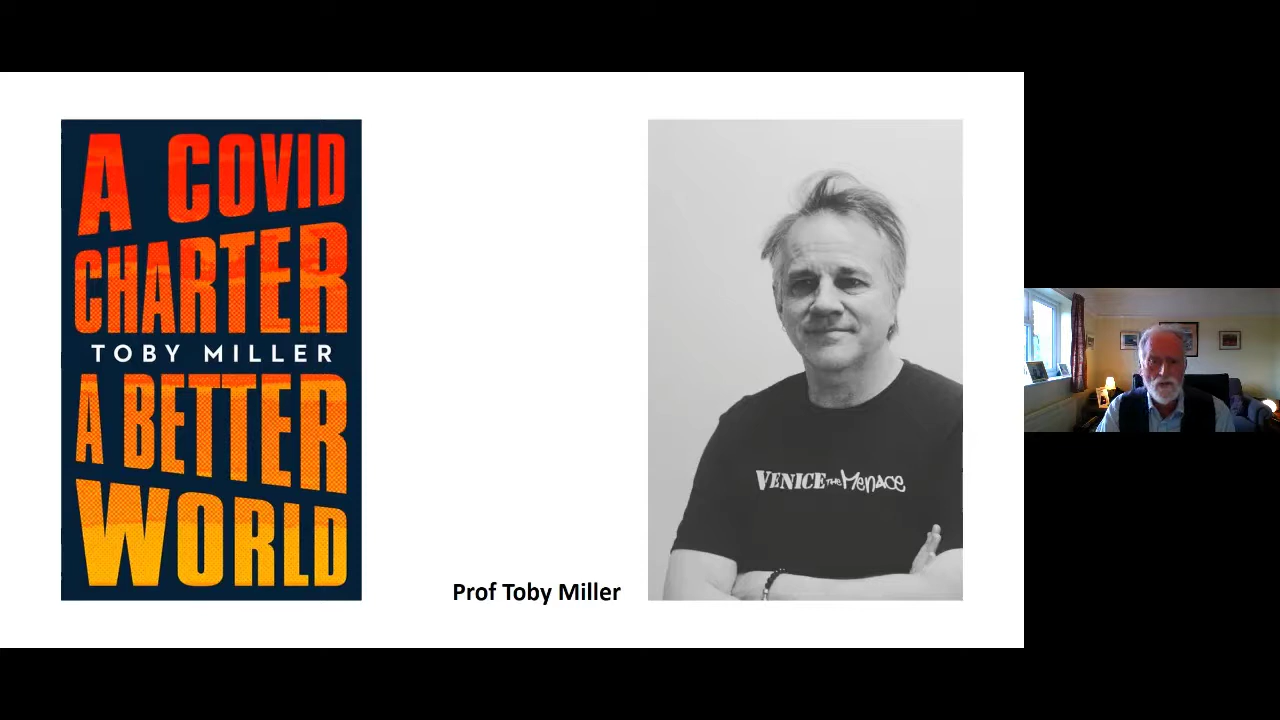 A COVID
CHARTER
TOBY MILLER
A BETTER
WORLD
Prof Toby Miller
VENICE THE MENACE